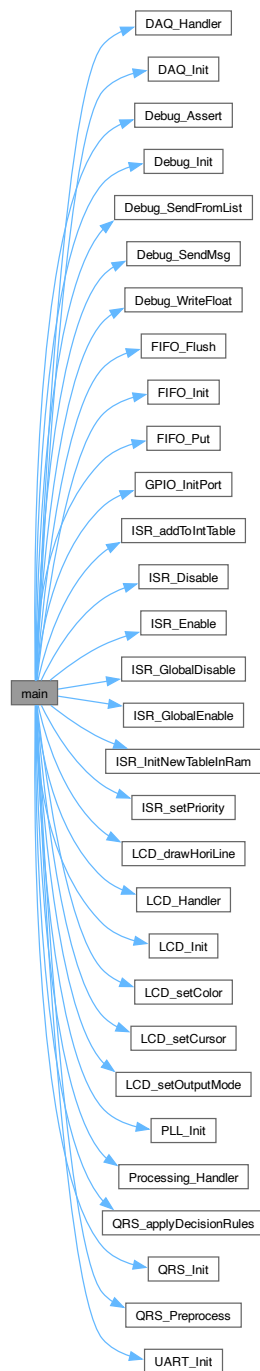 DAQ_Handler
DAQ_Init
Debug_Assert
Debug_Init
Debug_SendFromList
Debug_SendMsg
Debug_WriteFloat
FIFO_Flush
FIFO_Init
FIFO_Put
GPIO_InitPort
ISR_addToIntTable
ISR_Disable
ISR_Enable
main
ISR_GlobalDisable
ISR_GlobalEnable
ISR_InitNewTableInRam
ISR_setPriority
LCD_drawHoriLine
LCD_Handler
LCD_Init
LCD_setColor
LCD_setCursor
LCD_setOutputMode
PLL_Init
Processing_Handler
QRS_applyDecisionRules
QRS_Init
QRS_Preprocess
UART_Init